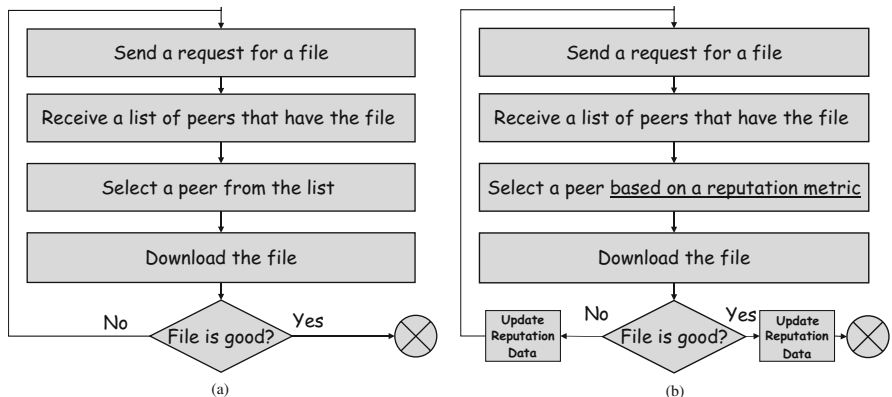 Send a request for a file
Receive a list of peers that have the file
Select a peer from the list
Download the file
No
Yes
File is good?
(a)
Send a request for a file
Receive a list of peers that have the file
Select a peer based on a reputation metric
Download the file
Update
Reputation
Data
No
File is good?
Yes
Update
Reputation
Data
(b)